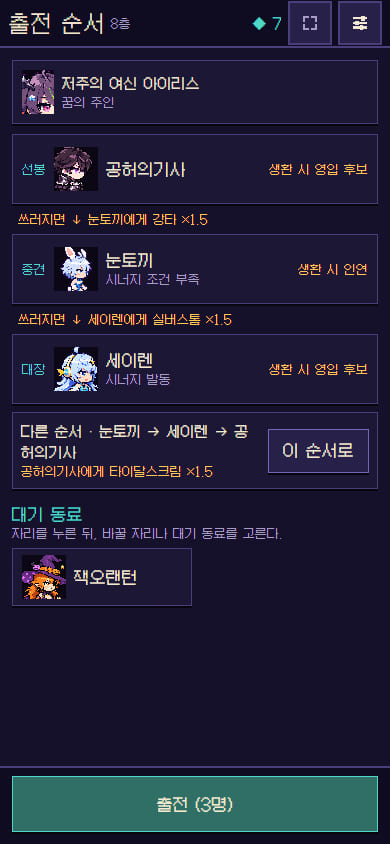 출전 순서 8층
◆ 7
저주의 여신 아이리스
꿈의 주인
선봉 공허의기사 생환 시 영입 후보
쓰러지면 ↓ 눈토끼에게 강타 ×1.5
중견 눈토끼 생환 시 인연
시너지 조건 부족
쓰러지면 ↓ 세이렌에게 실버스톰 ×1.5
대장 세이렌 생환 시 영입 후보
시너지 발동
다른 순서 · 눈토끼 → 세이렌 → 공
허의기사
이 순서로
공허의기사에게 타이달스크림 ×1.5
대기 동료
자리를 누른 뒤, 바꿀 자리나 대기 동료를 고른다.
잭오랜턴
출전 (3명)